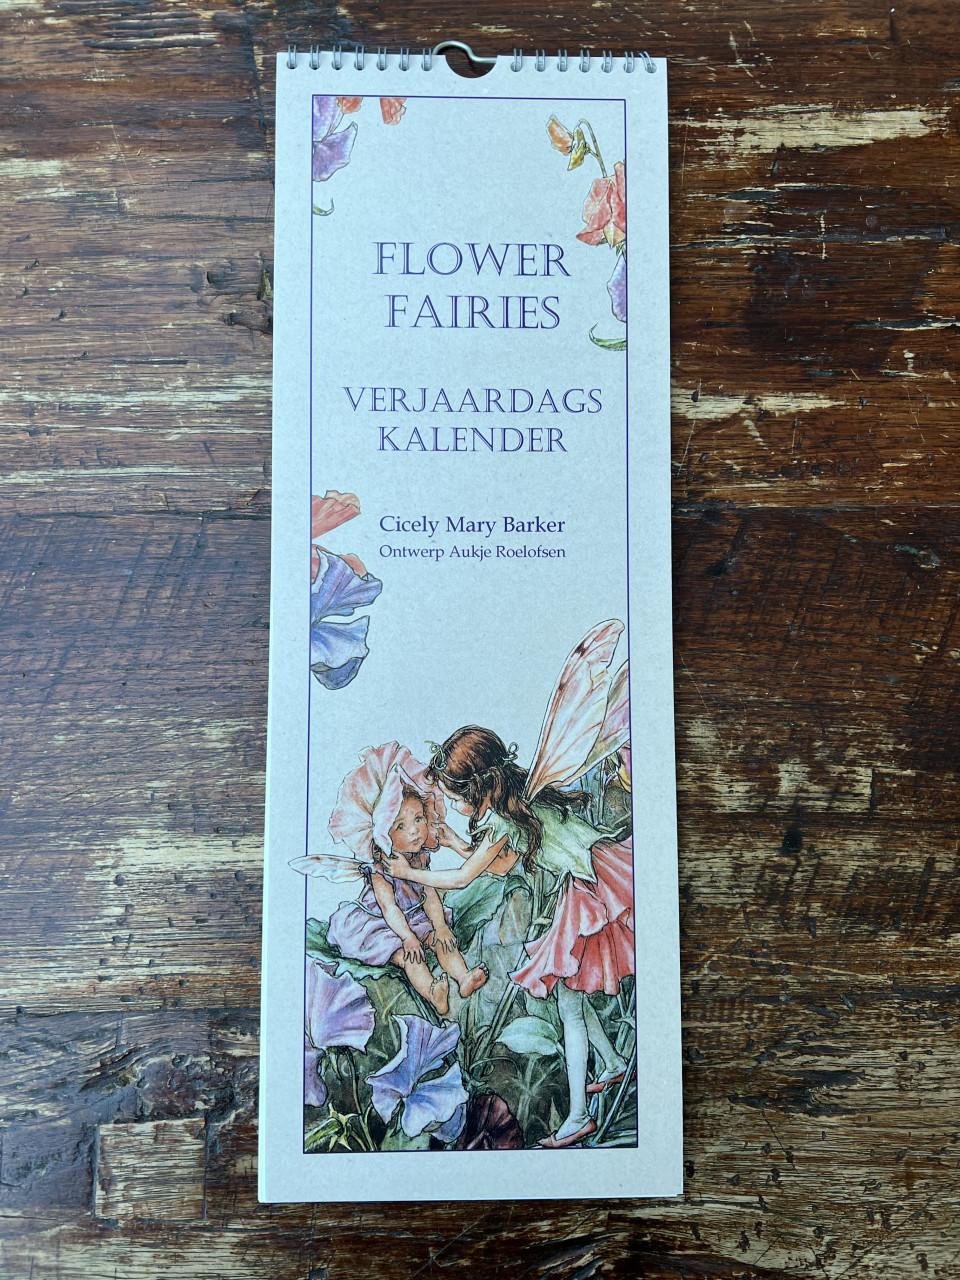 FLOWER
FAIRIES
VERJAARDAGS
KALENDER
Cicely Mary Barker
Ontwerp Aukje Roelofsen